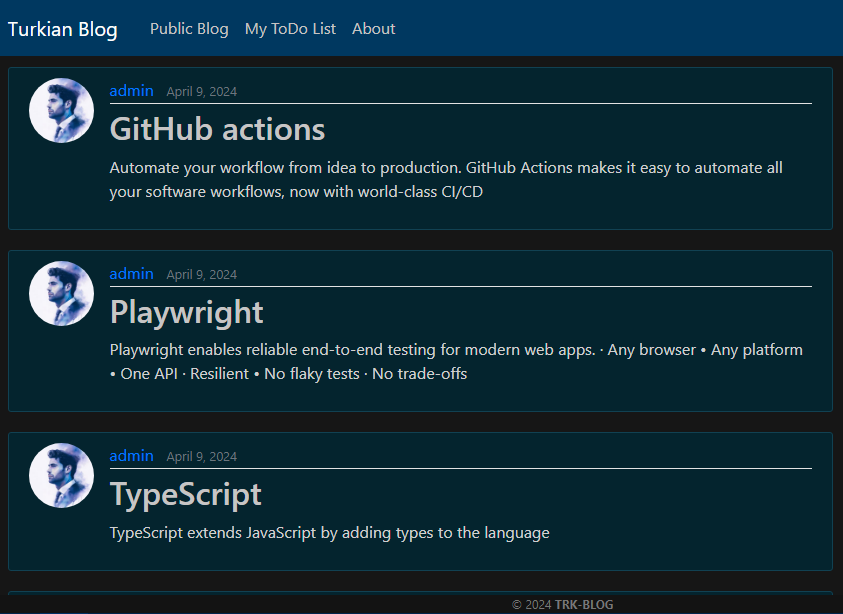 Turkian Blog Public Blog My ToDo List About
admin April 9, 2024
GitHub actions
Automate your workflow from idea to production. GitHub Actions makes it easy to automate all
your software workflows, now with world-class CI/CD
admin April 9, 2024
Playwright
Playwright enables reliable end-to-end testing for modern web apps. · Any browser • Any platform
• One API · Resilient • No flaky tests · No trade-offs
admin April 9, 2024
TypeScript
TypeScript extends JavaScript by adding types to the language
© 2024 TRK-BLOG